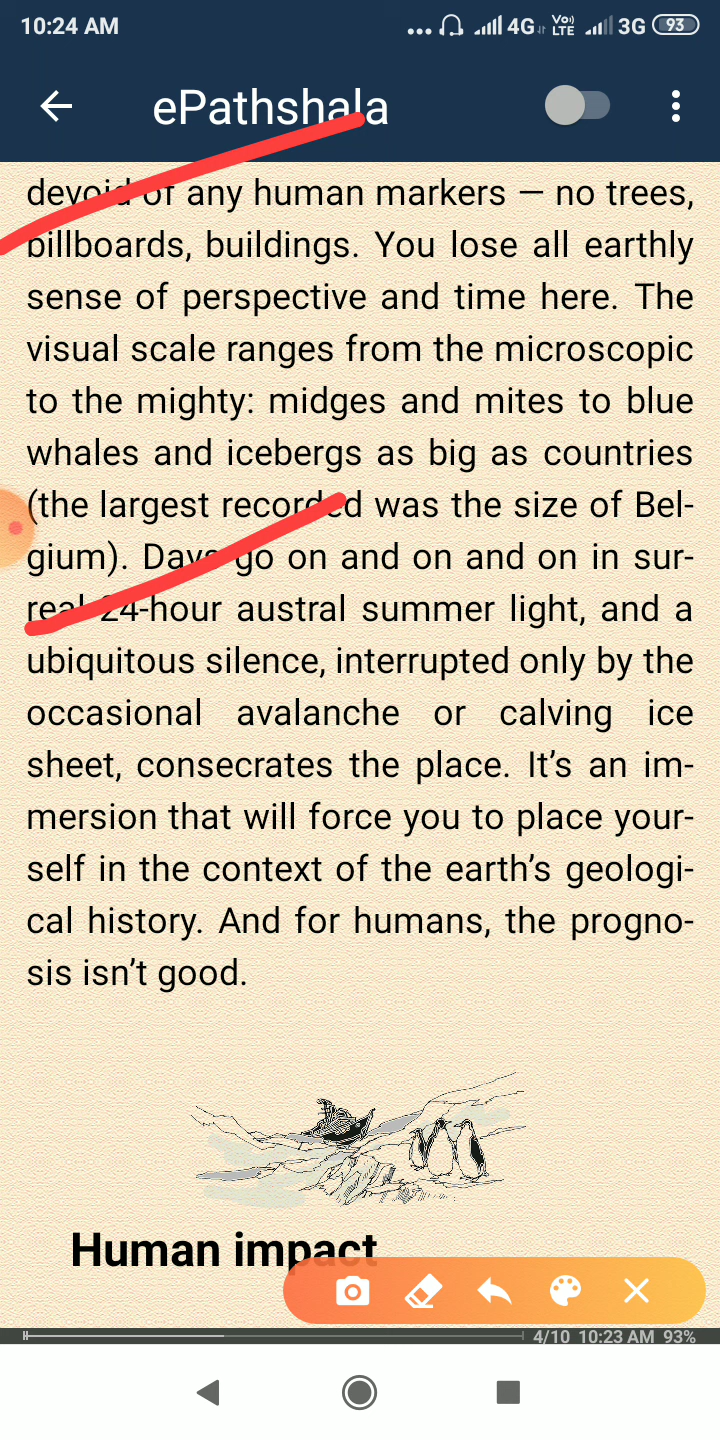 10:24 AM
4G
Vo))
LTE
3G
93
ePathshala
devoid of any human markers — no trees,
billboards, buildings. You lose all earthly
sense of perspective and time here. The
visual scale ranges from the microscopic
to the mighty: midges and mites to blue
whales and icebergs as big as countries
(the largest recorded was the size of Bel-
gium). Days go on and on and on in sur-
real 24-hour austral summer light, and a
ubiquitous silence, interrupted only by the
occasional avalanche or calving ice
sheet, consecrates the place. It’s an im-
mersion that will force you to place your-
self in the context of the earth’s geologi-
cal history. And for humans, the progno-
sis isn’t good.
Human impact
4/10 10:23 AM 93%